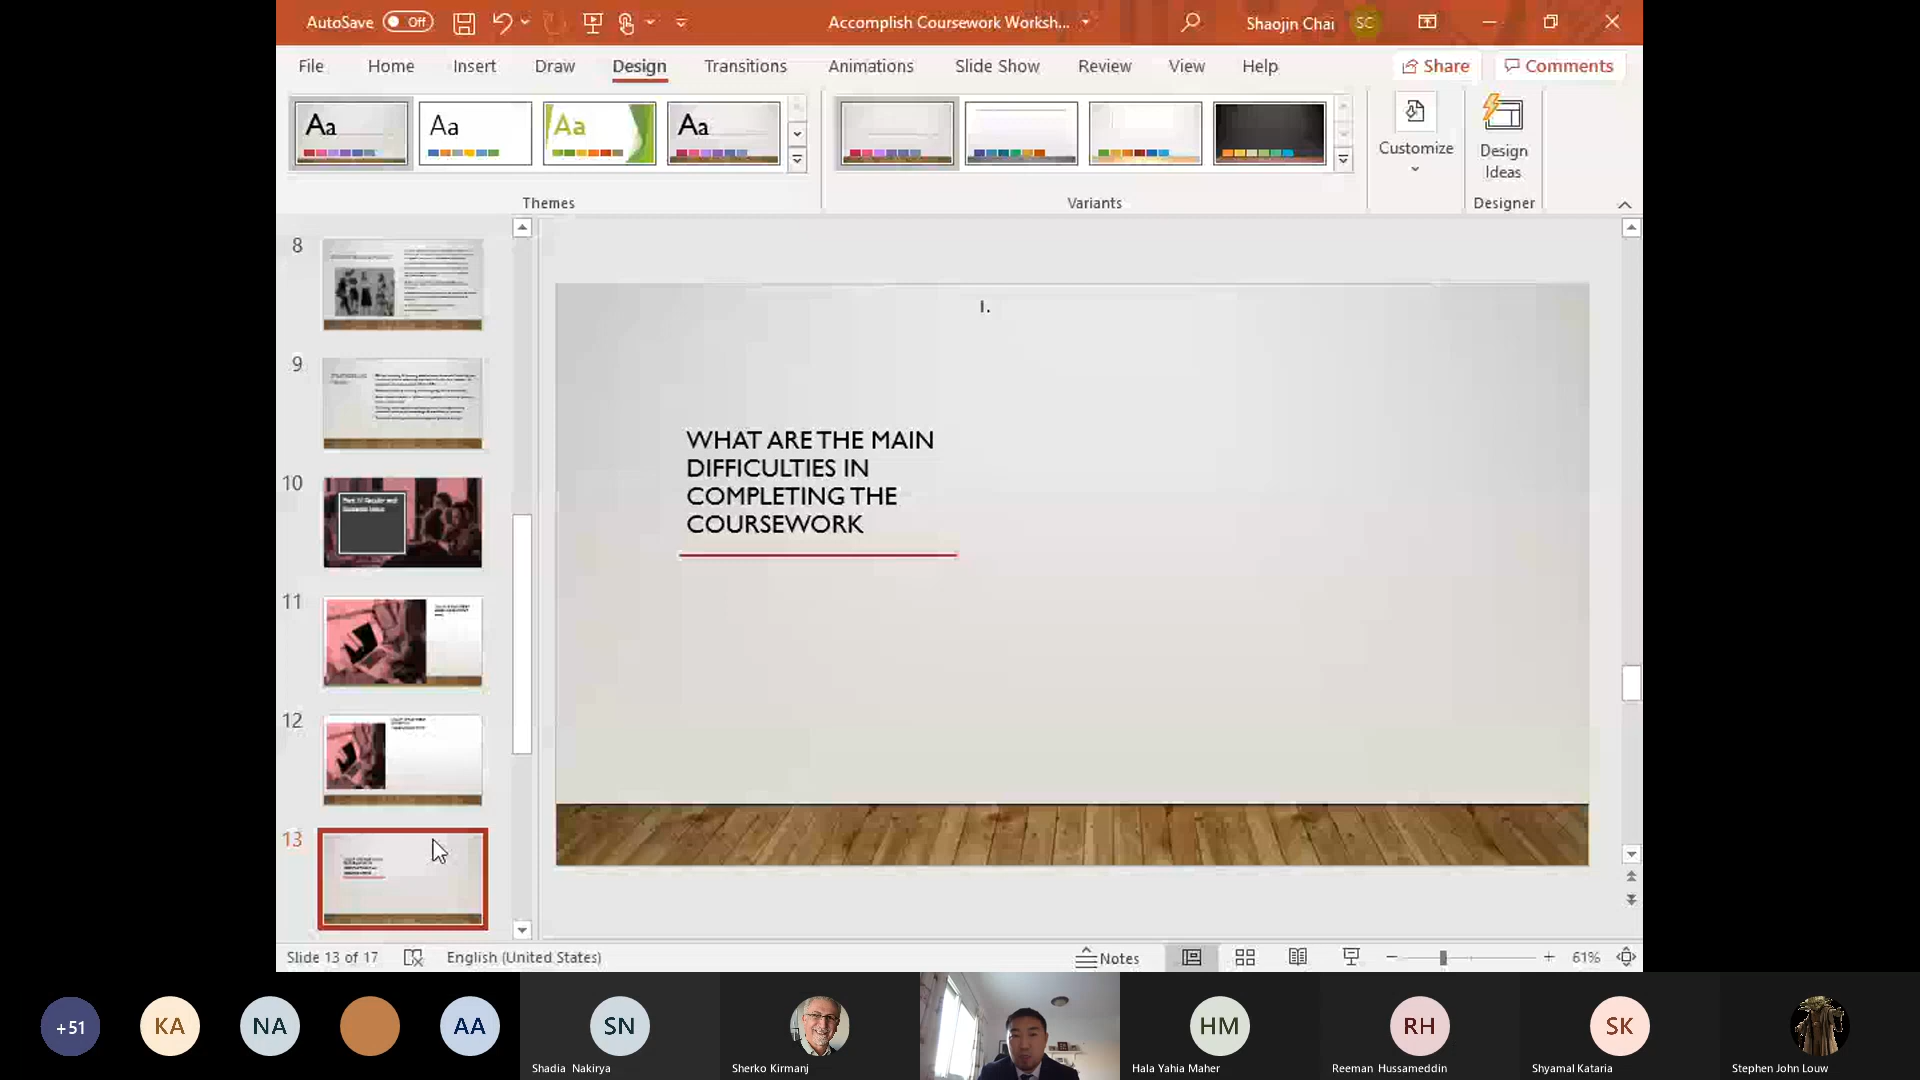 AutoSave Off
Accomplish Coursework Worksh...
Shaojin Chai SC
File Home Insert Draw Design Transitions Animations Slide Show Review View Help Share Comments
Aa Aa Aa Aa
Customize
Design
Ideas
Themes Variants Designer
8
9
10
11
12
13
I.
WHAT ARE THE MAIN
DIFFICULTIES IN
COMPLETING THE
COURSEWORK
Slide 13 of 17 English (United States) Notes 61%
+51 KA NA AA SN HM RH SK
Shadia Nakirya Sherko Kirmanj Hala Yahia Maher Reeman Hussameddin Shyamal Kataria Stephen John Louw